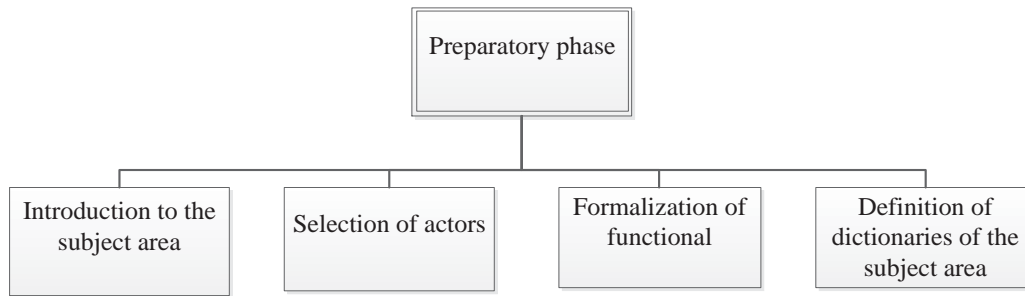 Preparatory phase
Introduction to the
subject area
Selection of actors
Formalization of
functional
Definition of
dictionaries of the
subject area